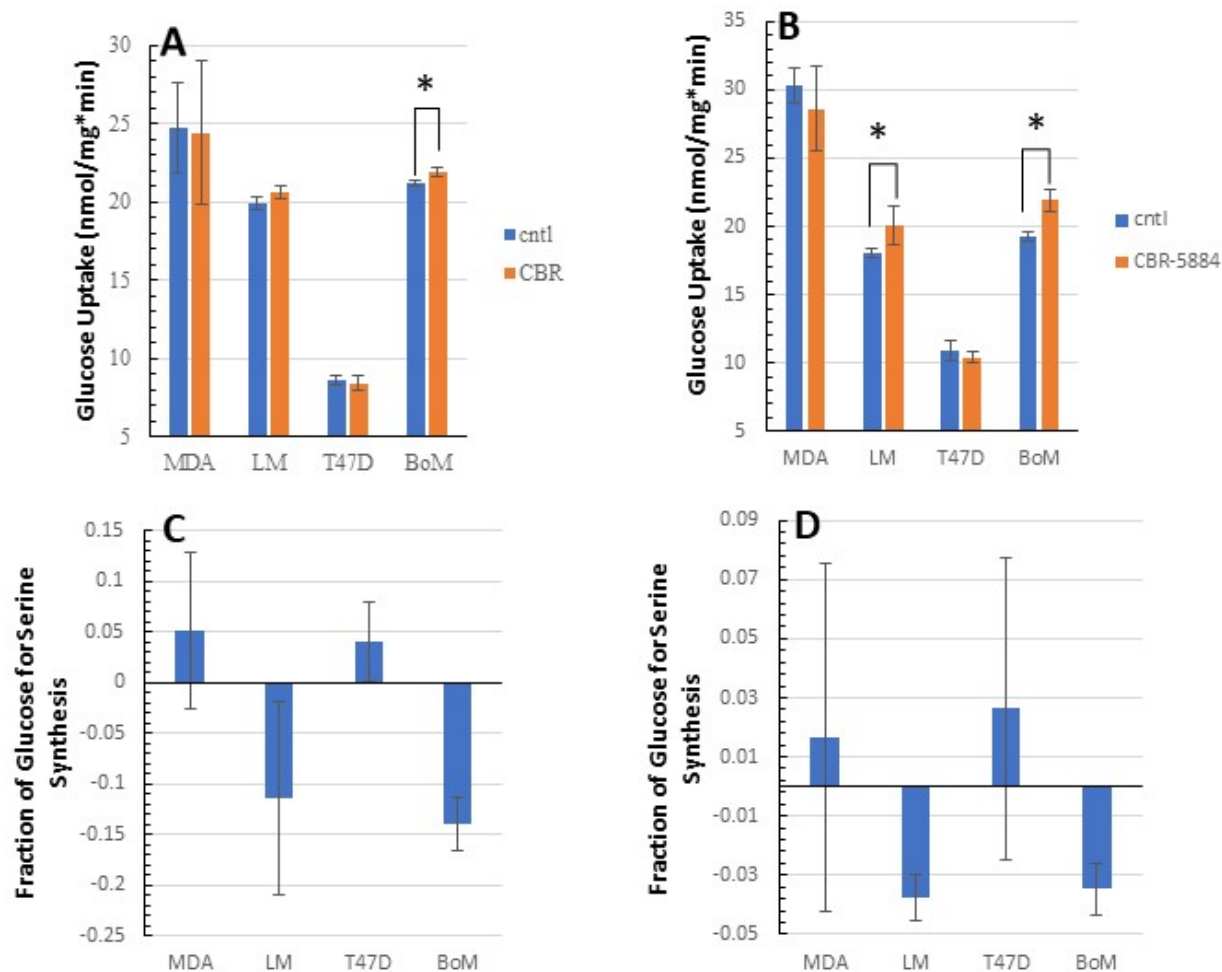 A
Glucose Uptake (nmol/mg*min)
30
25
20
15
10
5
*
MDA
LM
T47D
BoM
cntl
CBR
B
Glucose Uptake (nmol/mg*min)
35
30
25
20
15
10
5
*
*
MDA
LM
T47D
BoM
cntl
CBR-5884
C
Fraction of Glucose for Serine
Synthesis
0.15
0.1
0.05
0
-0.05
-0.1
-0.15
-0.2
-0.25
MDA
LM
T47D
BoM
D
Fraction of Glucose for Serine
Synthesis
0.09
0.07
0.05
0.03
0.01
-0.01
-0.03
-0.05
MDA
LM
T47D
BoM